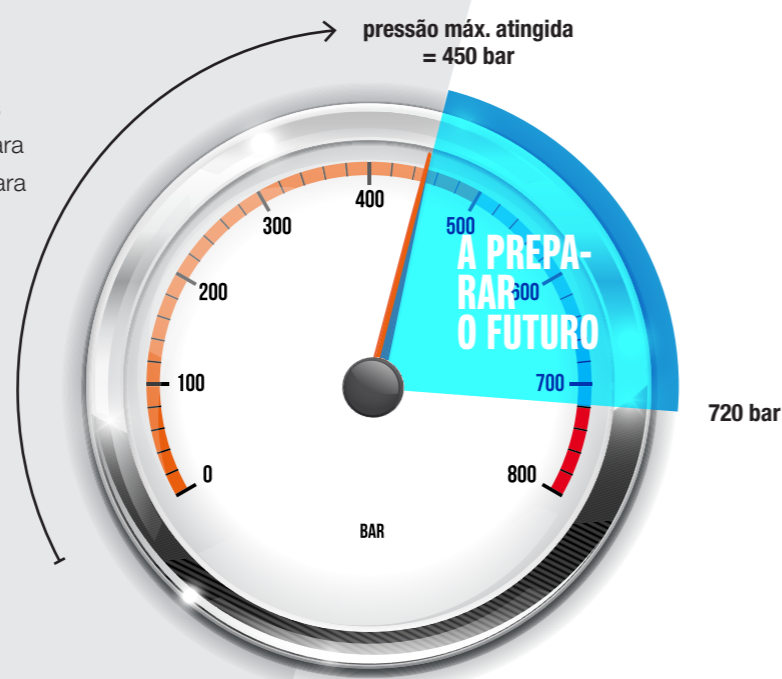 pressão máx. atingida
= 450 bar
ara
ara
400
300
500
200
600
100
700
0
800
A PREPA-
RAR
O FUTURO
720 bar
BAR